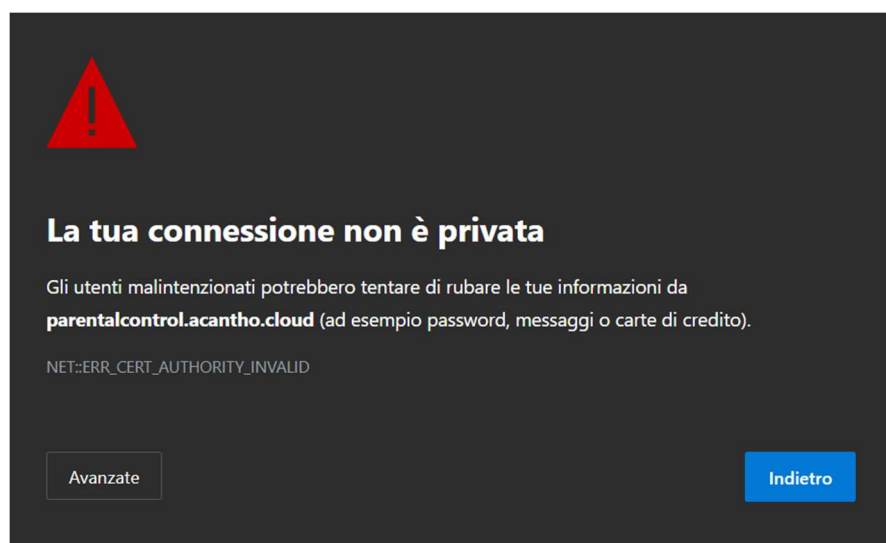 La tua connessione non è privata
Gli utenti malintenzionati potrebbero tentare di rubare le tue informazioni da
parentalcontrol.acantho.cloud (ad esempio password, messaggi o carte di credito).
NET::ERR_CERT_AUTHORITY_INVALID
Avanzate
Indietro